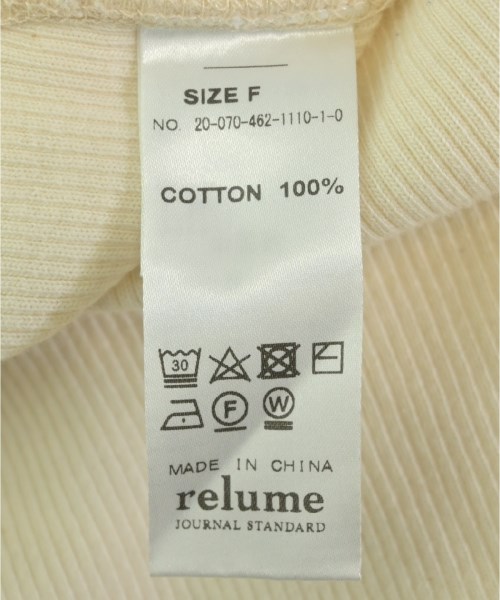 SIZE F
NO. 20-070-462-1110-1-0
COTTON 100%
30
F W
MADE IN CHINA
relume
JOURNAL STANDARD